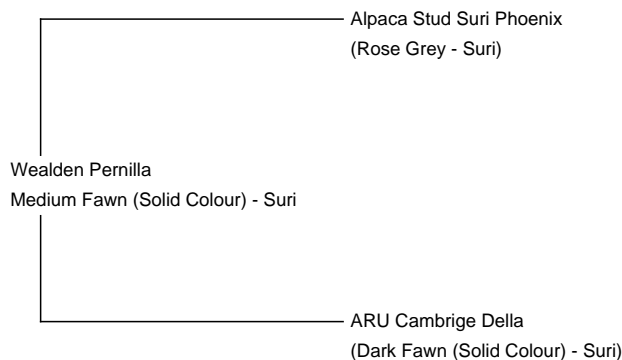 Alpaca Stud Suri Phoenix
(Rose Grey - Suri)
Wealden Pernilla
Medium Fawn (Solid Colour) - Suri
ARU Cambrige Della
(Dark Fawn (Solid Colour) - Suri)